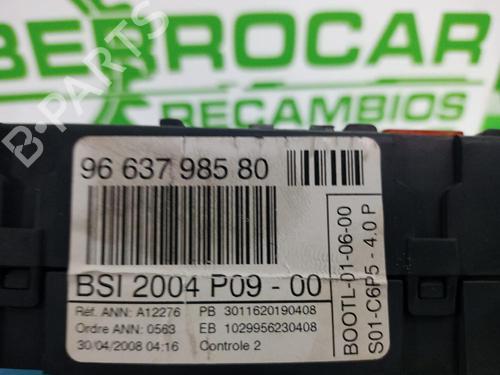 BERROCAR
RECAMBIOS
B-PARTS
96 637 985 80
BSI 2004 P09 - 00
Réf. ANN: A12276 PB 3011620190408
Ordre ANN: 0563 EB 1029956230408
30/04/2008 04:16 Controle 2
BOOTL-01-06-00
S01-C6P5 - 4.0 P